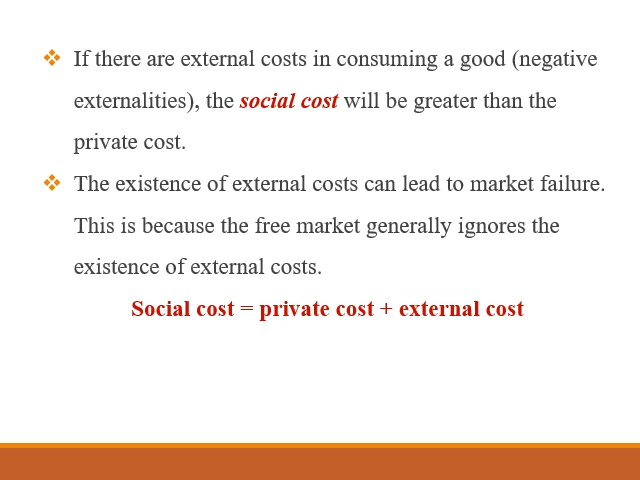 ❖ If there are external costs in consuming a good (negative
externalities), the social cost will be greater than the
private cost.
❖ The existence of external costs can lead to market failure.
This is because the free market generally ignores the
existence of external costs.
Social cost = private cost + external cost